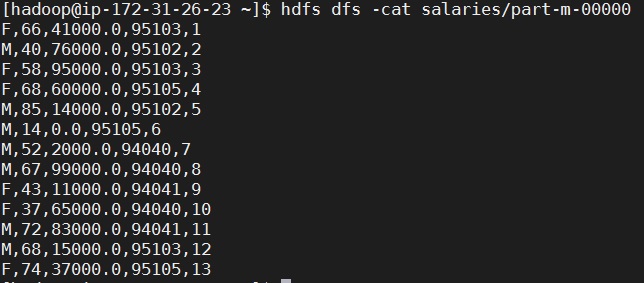 [hadoop@ip-172-31-26-23 ~]$ hdfs dfs -cat salaries/part-m-00000
F,66,41000.0,95103,1
M,40,76000.0,95102,2
F,58,95000.0,95103,3
F,68,60000.0,95105,4
M,85,14000.0,95102,5
M,14,0.0,95105,6
M,52,2000.0,94040,7
M,67,99000.0,94040,8
F,43,11000.0,94041,9
F,37,65000.0,94040,10
M,72,83000.0,94041,11
M,68,15000.0,95103,12
F,74,37000.0,95105,13